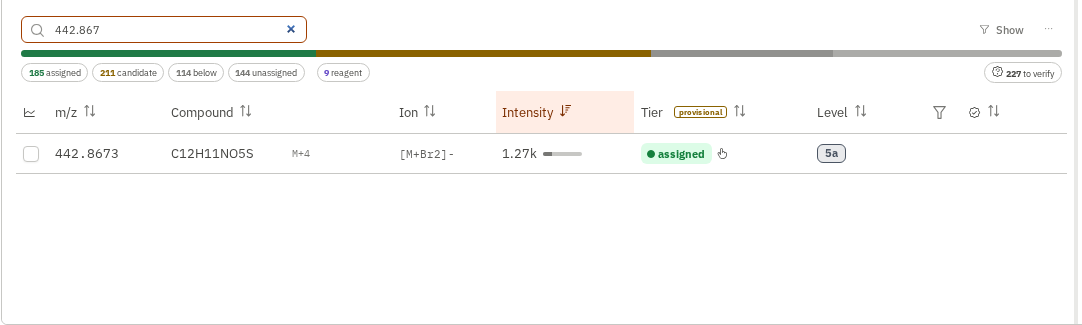 442.867
Show
...
185 assigned
211 candidate
114 below
144 unassigned
9 reagent
227 to verify
m/z
Compound
Ion
Intensity
Tier provisional
Level
442.8673 C12H11NO5S M+4 [M+Br2]- 1.27k assigned 5a